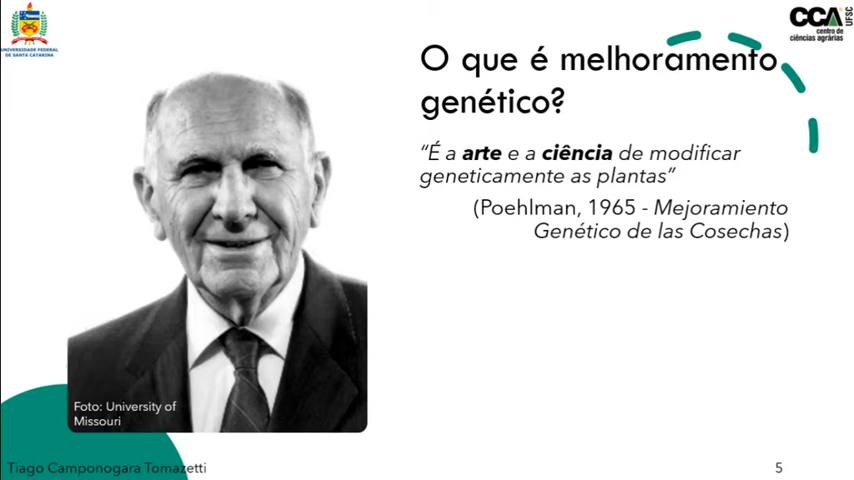 UNIVERSIDADE FEDERAL
DE SANTA CATARINA
CCA
UFSC
centro de
ciências agrárias
O que é melhoramento
genético?
“É a arte e a ciência de modificar
geneticamente as plantas”
(Poehlman, 1965 - Mejoramiento
Genético de las Cosechas)
Foto: University of
Missouri
Tiago Camponogara Tomazetti
5